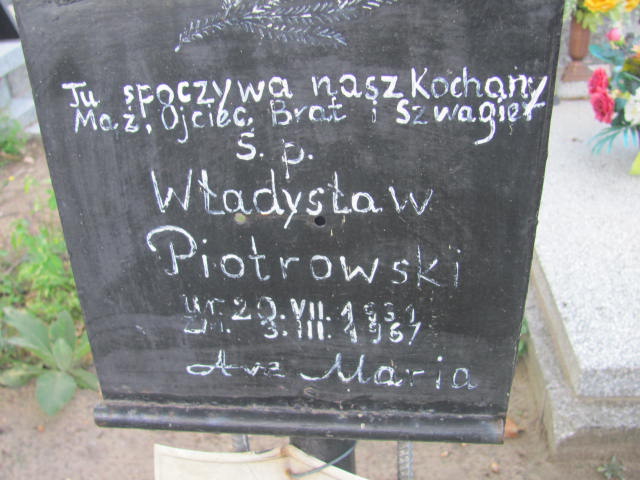 Tu spoczywa nasz Kochany
Mąż, Ojciec, Brat i Szwagier
Ś. p.
Władysław
Piotrowski
ur. 20. VII. 1931
zm. 3. III. 1967
Ave Maria